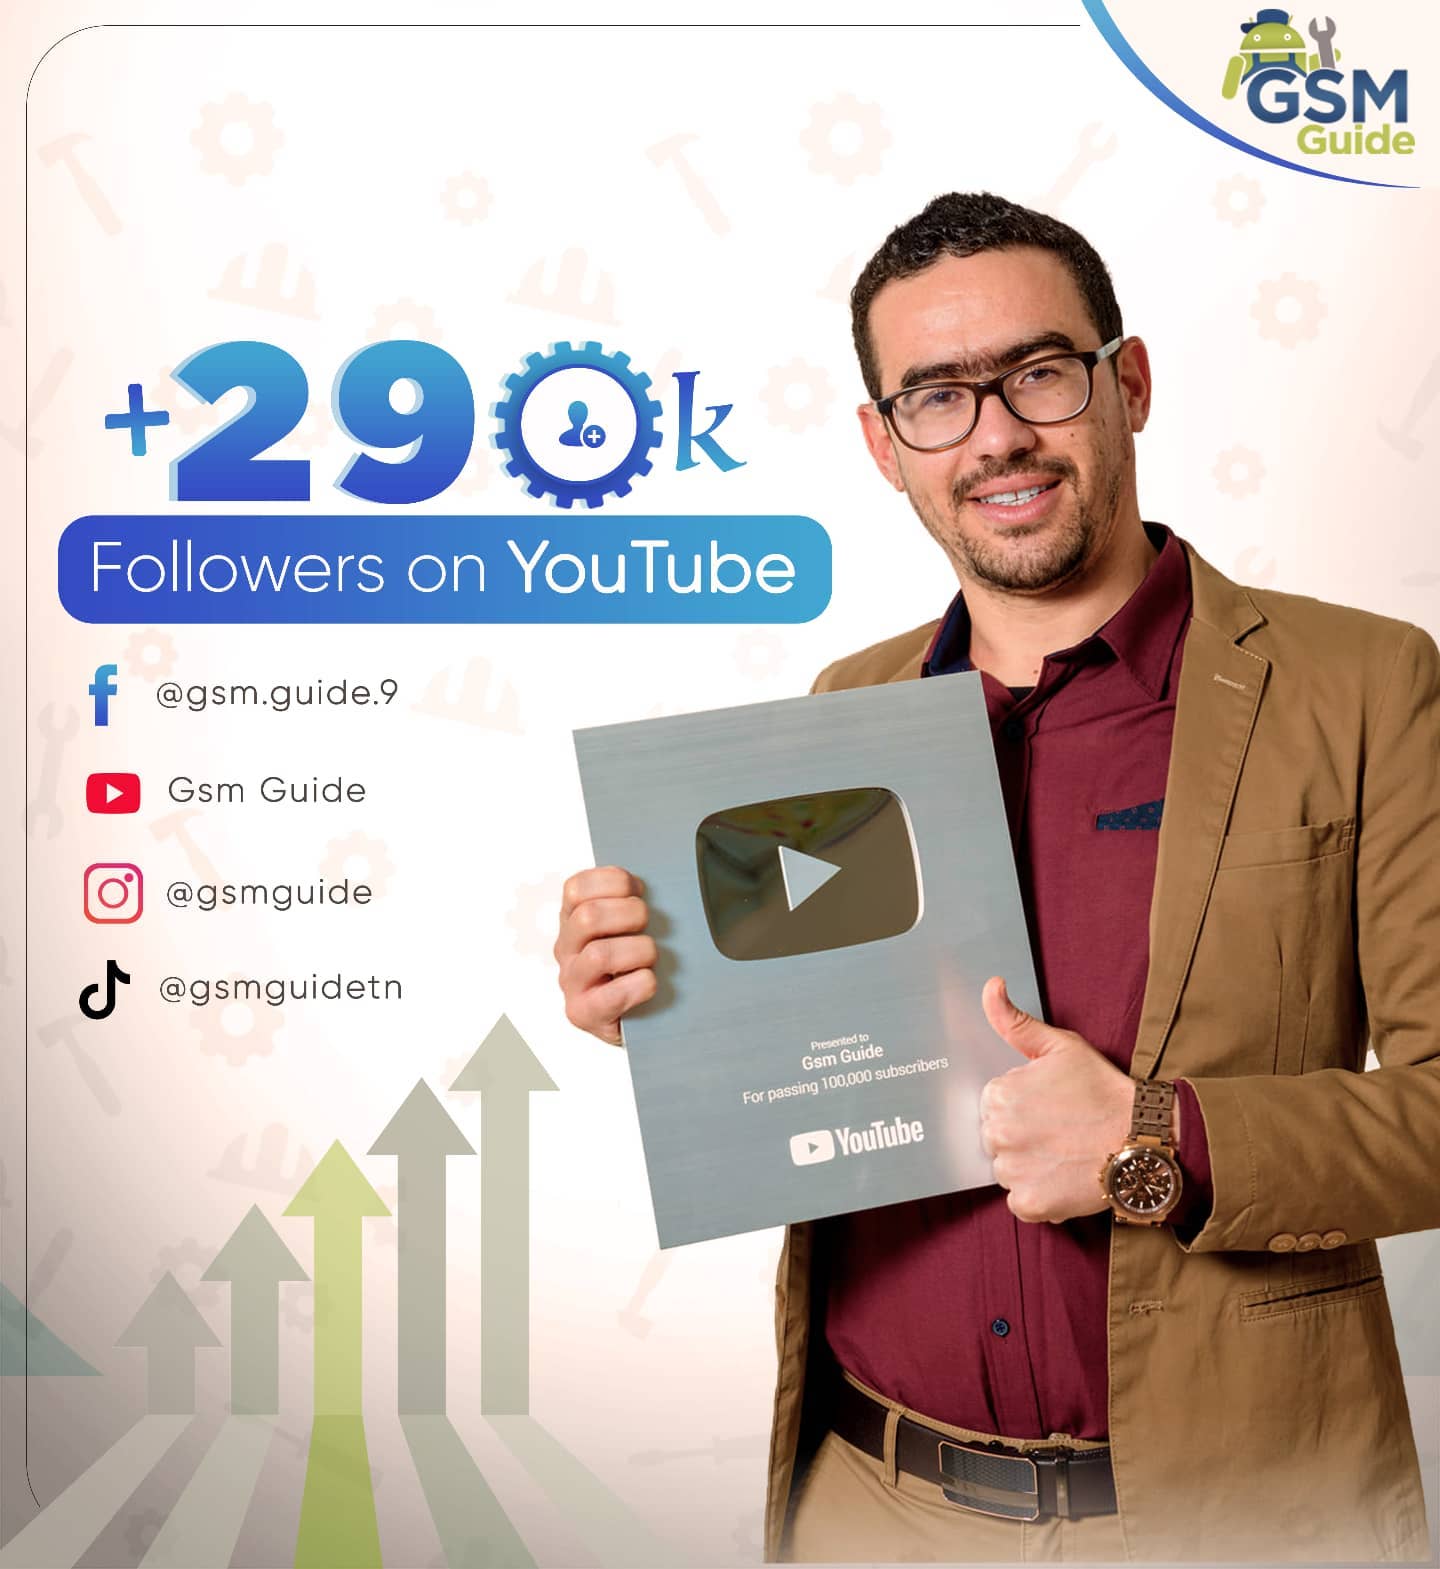 GSM
Guide
+290k
Followers on YouTube
@gsm.guide.9
Gsm Guide
@gsmguide
@gsmguidetn
Presented to
Gsm Guide
For passing 100,000 subscribers
YouTube